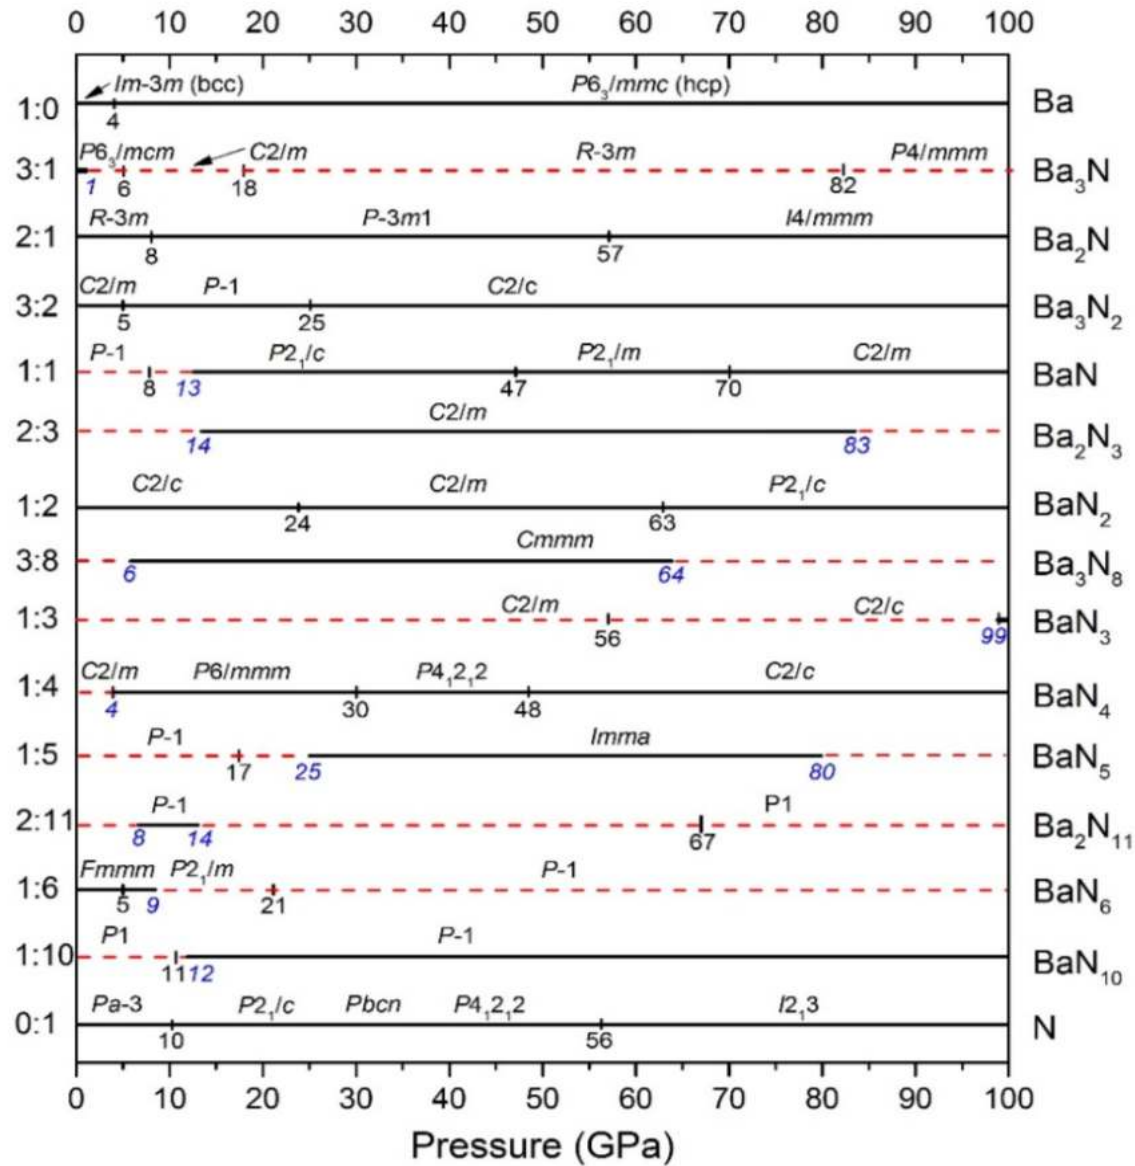 0 10 20 30 40 50 60 70 80 90 100
Im-3m (bcc) P6₃/mmc (hcp)
1:0 Ba
4
P6₃/mcm C2/m R-3m P4/mmm
3:1 Ba₃N
1 6 18 82
R-3m P-3m1 I4/mmm
2:1 Ba₂N
8 57
C2/m P-1 C2/c
3:2 Ba₃N₂
5 25
P-1 P2₁/c P2₁/m C2/m
1:1 BaN
8 13 47 70
C2/m
2:3 Ba₂N₃
14 83
C2/c C2/m P2₁/c
1:2 BaN₂
24 63
Cmmm
3:8 Ba₃N₈
6 64
C2/m C2/c
1:3 BaN₃
56 99
C2/m P6/mmm P4₁2₁2 C2/c
1:4 BaN₄
4 30 48
P-1 Imma
1:5 BaN₅
17 25 80
P-1 P1
2:11 Ba₂N₁₁
8 14 67
Fmmm P2₁/m P-1
1:6 BaN₆
5 9 21
P1 P-1
1:10 BaN₁₀
11 12
Pa-3 P2₁/c Pbcn P4₁2₁2 I2₁3
0:1 N
10 56
0 10 20 30 40 50 60 70 80 90 100
Pressure (GPa)